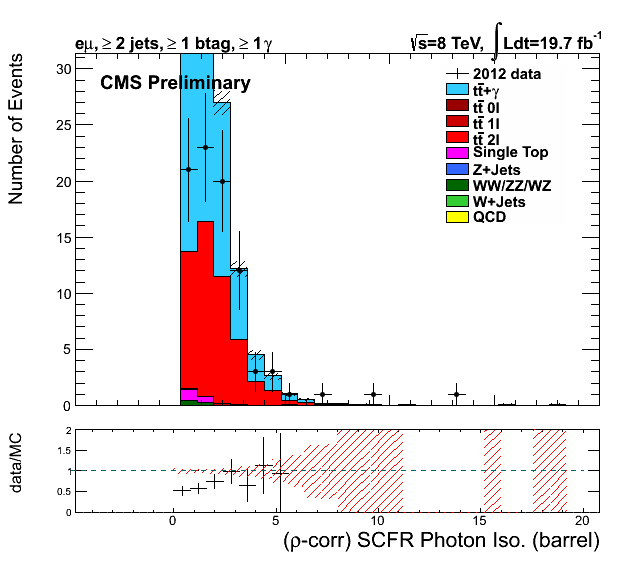 eμ, ≥ 2 jets, ≥ 1 btag, ≥ 1 γ
√s=8 TeV, ∫Ldt=19.7 fb⁻¹
CMS Preliminary
Number of Events
30
25
20
15
10
5
0
2012 data
tt̄+γ
tt̄ 0l
tt̄ 1l
tt̄ 2l
Single Top
Z+Jets
WW/ZZ/WZ
W+Jets
QCD
data/MC
2
1.5
1
0.5
0
0 5 10 15 20
(ρ-corr) SCFR Photon Iso. (barrel)